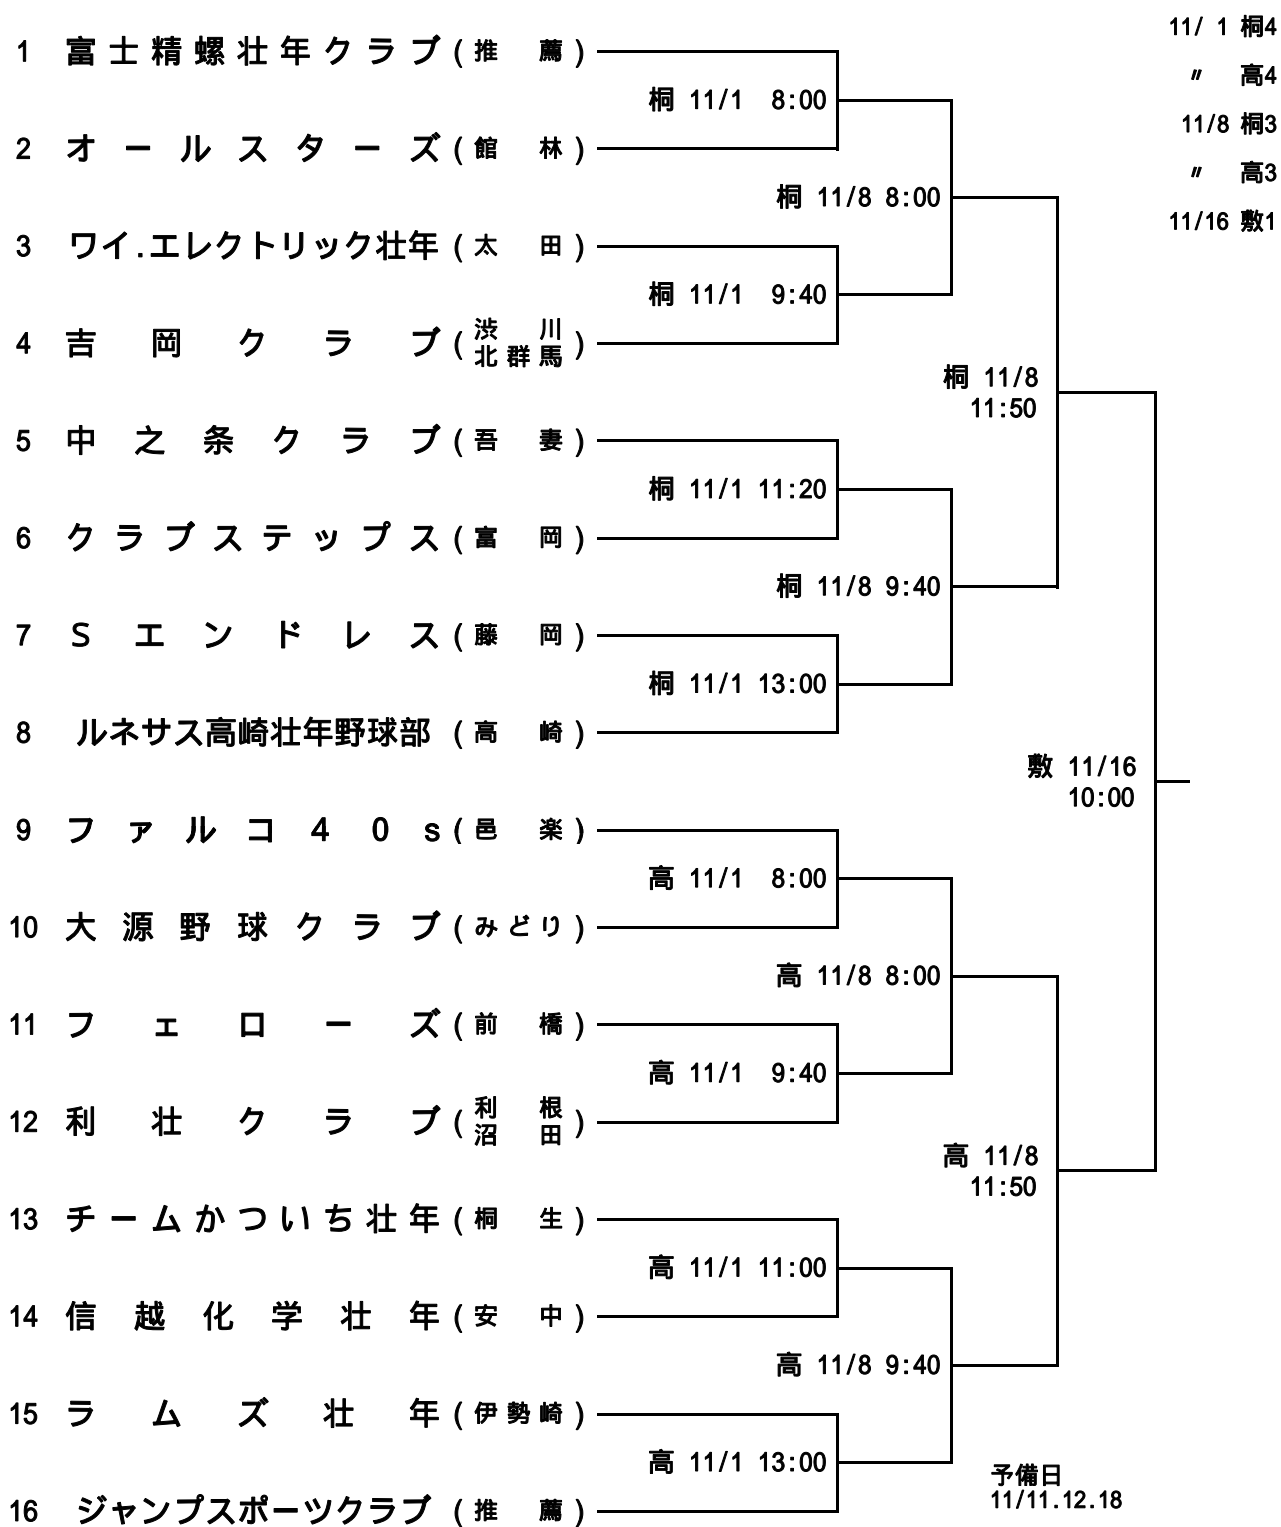 11/ 1 桐4
〃 高4
11/8 桐3
〃 高3
11/16 敷1
1 富士精螺壮年クラブ(推薦)
桐 11/1 8:00
2 オールスターズ(館林)
桐 11/8 8:00
3 ワイ.エレクトリック壮年(太田)
桐 11/1 9:40
4 吉岡クラブ(渋川北群馬)
桐 11/8
11:50
5 中之条クラブ(吾妻)
桐 11/1 11:20
6 クラブステップス(富岡)
桐 11/8 9:40
7 Sエンドレス(藤岡)
桐 11/1 13:00
8 ルネサス高崎壮年野球部(高崎)
敷 11/16
10:00
9 ファルコ40s(邑楽)
高 11/1 8:00
10 大源野球クラブ(みどり)
高 11/8 8:00
11 フェローズ(前橋)
高 11/1 9:40
12 利壮クラブ(利根沼田)
高 11/8
11:50
13 チームかついち壮年(桐生)
高 11/1 11:00
14 信越化学壮年(安中)
高 11/8 9:40
15 ラムズ壮年(伊勢崎)
高 11/1 13:00
16 ジャンプスポーツクラブ(推薦)
予備日
11/11.12.18